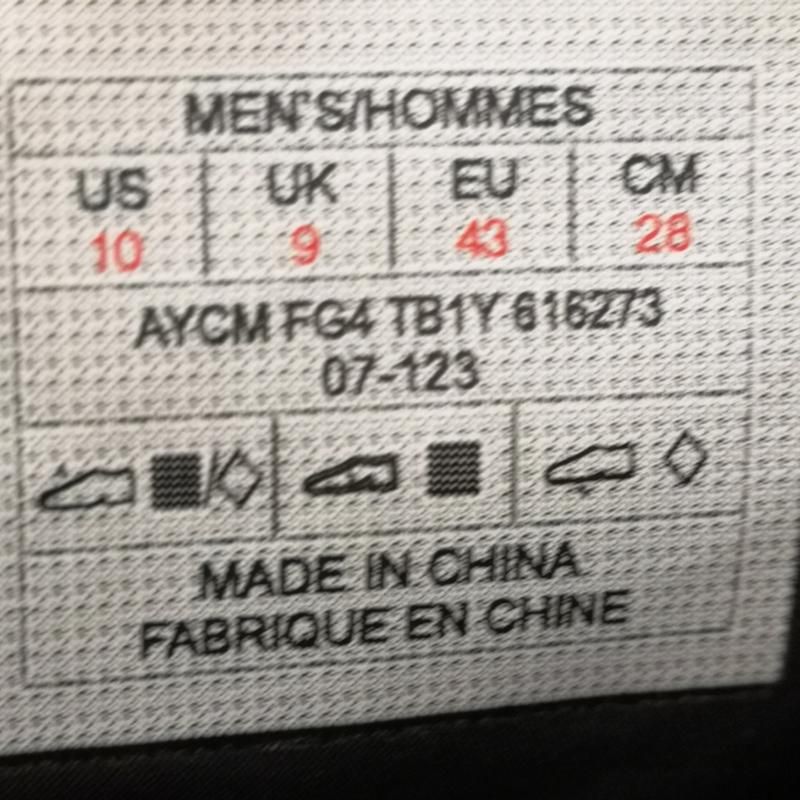 MEN'S/HOMMES
US UK EU CM
10 9 43 28
AYCM FG4 TB1Y 616273
07-123
MADE IN CHINA
FABRIQUE EN CHINE